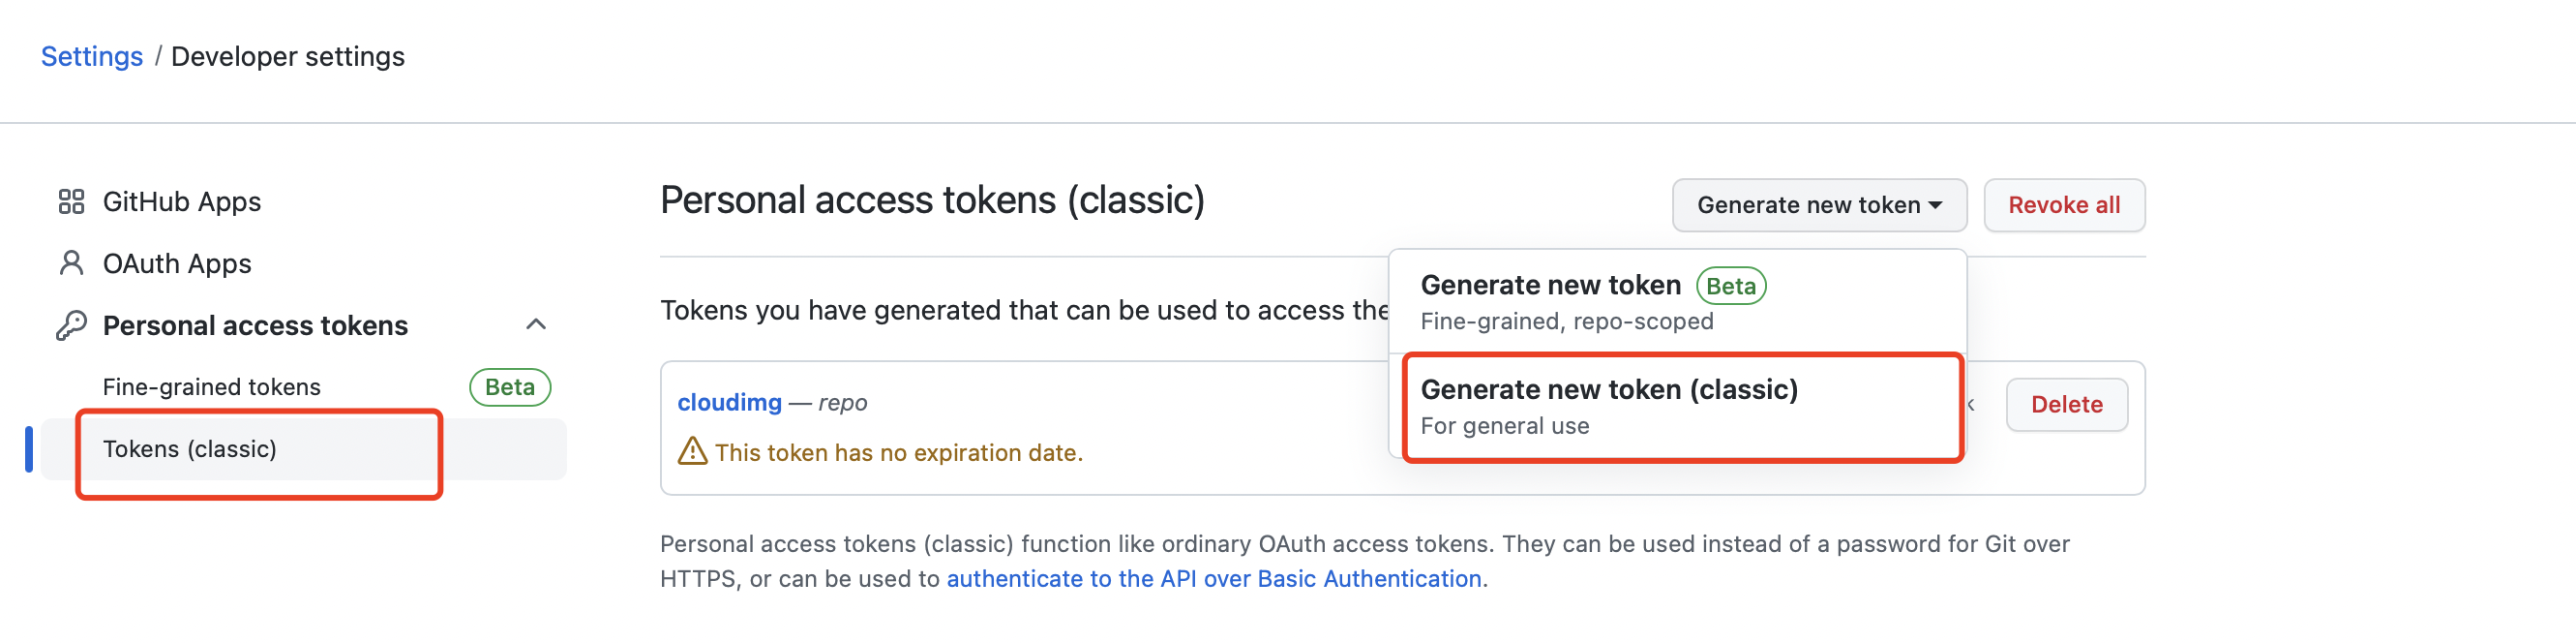 Settings / Developer settings
GitHub Apps
OAuth Apps
Personal access tokens
Fine-grained tokens Beta
Tokens (classic)
Personal access tokens (classic)
Generate new token
Revoke all
Generate new token Beta
Fine-grained, repo-scoped
Generate new token (classic)
For general use
Tokens you have generated that can be used to access the
cloudimg — repo
Delete
This token has no expiration date.
Personal access tokens (classic) function like ordinary OAuth access tokens. They can be used instead of a password for Git over
HTTPS, or can be used to authenticate to the API over Basic Authentication.